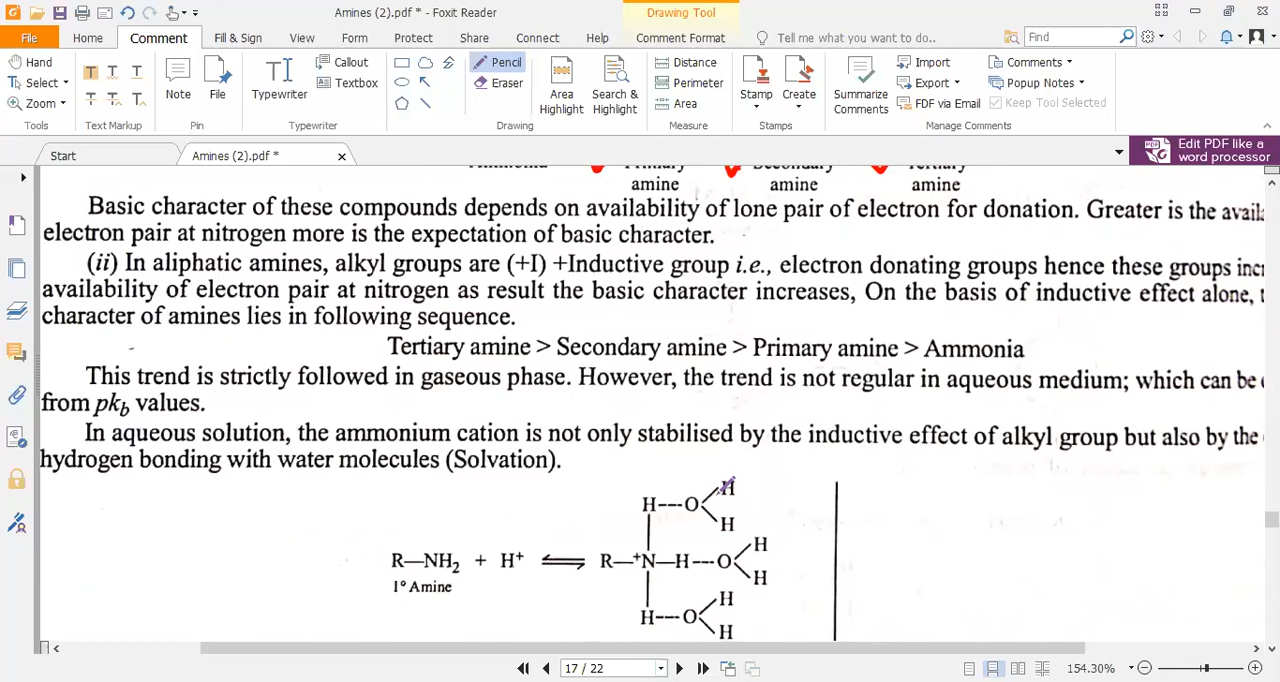 Amines (2).pdf * - Foxit Reader
Drawing Tool
File Home Comment Fill & Sign View Form Protect Share Connect Help Comment Format Tell me what you want to do.. Find
Hand
Select
Zoom
Tools
Text Markup
Note
File
Pin
Typewriter
Callout
Textbox
Typewriter
Pencil
Eraser
Drawing
Area Highlight
Search & Highlight
Distance
Perimeter
Area
Measure
Stamp
Create
Stamps
Summarize Comments
Import
Export
FDF via Email
Comments
Popup Notes
Keep Tool Selected
Manage Comments
Start
Amines (2).pdf *
Edit PDF like a
word processor
amine amine amine
Basic character of these compounds depends on availability of lone pair of electron for donation. Greater is the
electron pair at nitrogen more is the expectation of basic character.
(ii) In aliphatic amines, alkyl groups are (+I) +Inductive group i.e., electron donating groups hence these groups
availability of electron pair at nitrogen as result the basic character increases, On the basis of inductive effect alone,
character of amines lies in following sequence.
Tertiary amine > Secondary amine > Primary amine > Ammonia
This trend is strictly followed in gaseous phase. However, the trend is not regular in aqueous medium; which can be
from pkb values.
In aqueous solution, the ammonium cation is not only stabilised by the inductive effect of alkyl group but also by the
hydrogen bonding with water molecules (Solvation).
H
H---O
H
H
R—NH2 + H+ ⇌ R—+N—H---O
1° Amine
H
H
H---O
H
17 / 22
154.30%